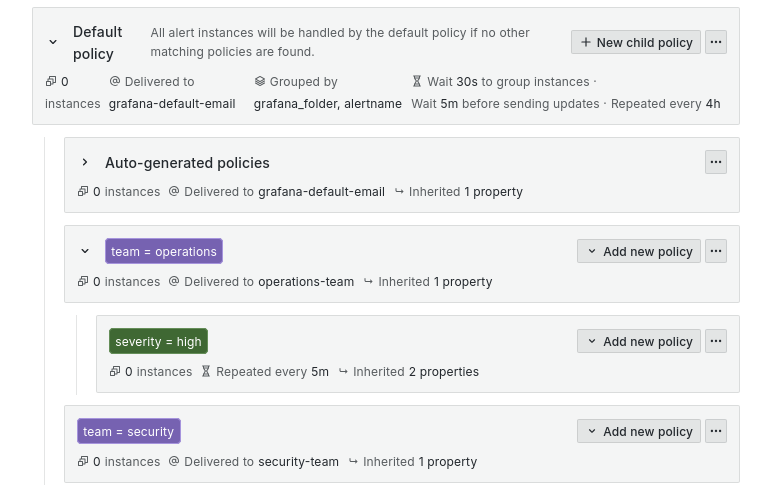 Default policy
All alert instances will be handled by the default policy if no other
matching policies are found.
New child policy
0 instances
Delivered to grafana-default-email
Grouped by grafana_folder, alertname
Wait 30s to group instances ·
Wait 5m before sending updates · Repeated every 4h
Auto-generated policies
0 instances Delivered to grafana-default-email Inherited 1 property
team = operations
Add new policy
0 instances Delivered to operations-team Inherited 1 property
severity = high
Add new policy
0 instances Repeated every 5m Inherited 2 properties
team = security
Add new policy
0 instances Delivered to security-team Inherited 1 property